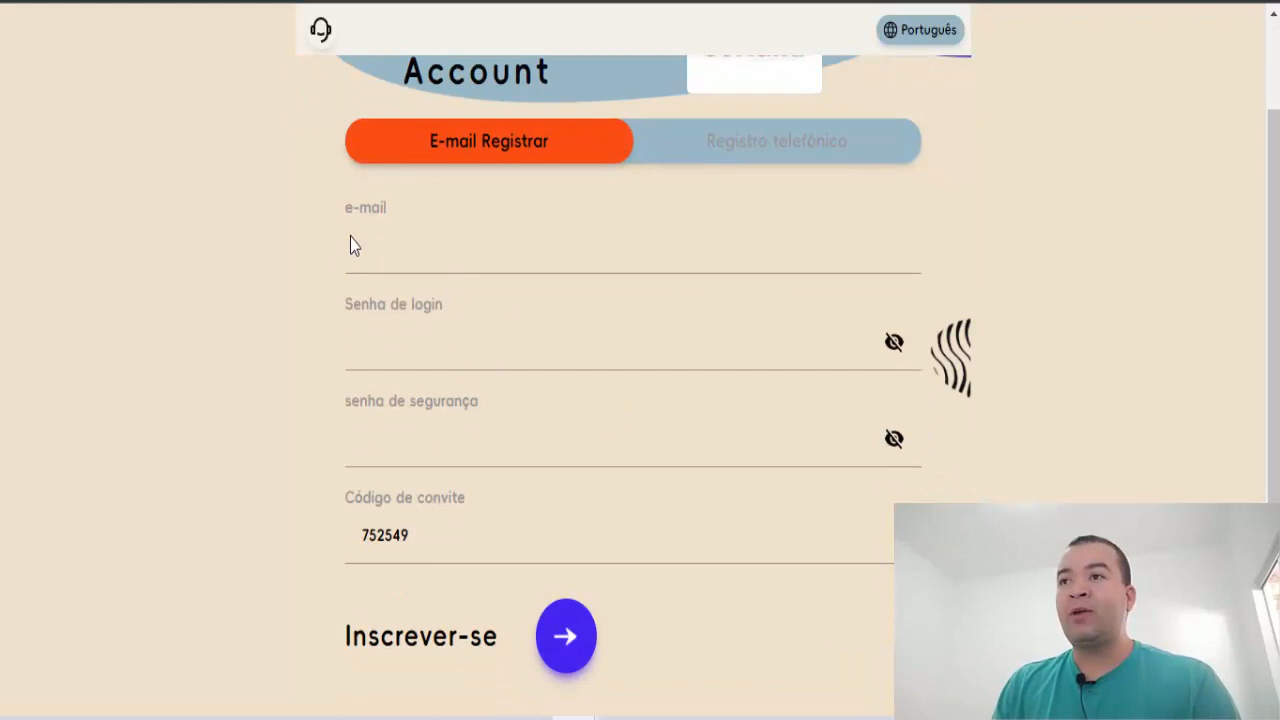 Português
Account
E-mail Registrar
Registro telefônico
e-mail
Senha de login
senha de segurança
Código de convite
752549
Inscrever-se